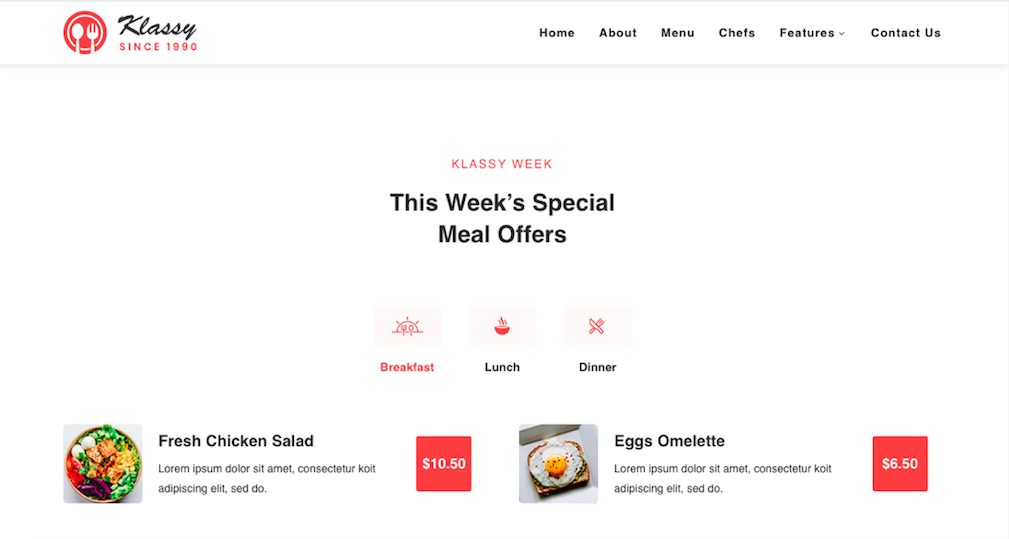 Klassy
SINCE 1990
Home About Menu Chefs Features Contact Us
KLASSY WEEK
This Week’s Special
Meal Offers
Breakfast Lunch Dinner
Fresh Chicken Salad
Lorem ipsum dolor sit amet, consectetur koit
adipiscing elit, sed do.
$10.50
Eggs Omelette
Lorem ipsum dolor sit amet, consectetur koit
adipiscing elit, sed do.
$6.50